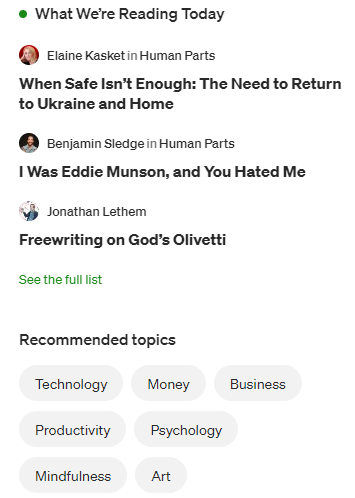 What We’re Reading Today
Elaine Kasket in Human Parts
When Safe Isn’t Enough: The Need to Return
to Ukraine and Home
Benjamin Sledge in Human Parts
I Was Eddie Munson, and You Hated Me
Jonathan Lethem
Freewriting on God’s Olivetti
See the full list
Recommended topics
Technology Money Business
Productivity Psychology
Mindfulness Art